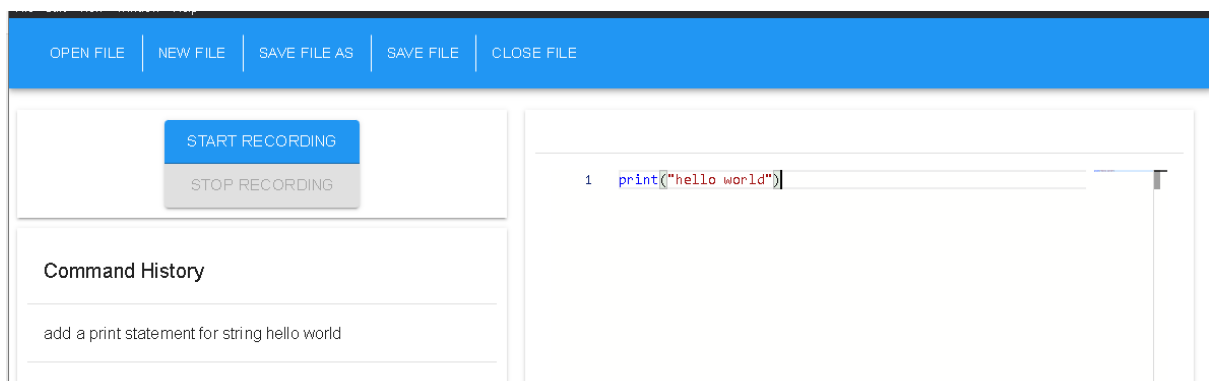 OPEN FILE NEW FILE SAVE FILE AS SAVE FILE CLOSE FILE
START RECORDING
STOP RECORDING
1 print("hello world")
Command History
add a print statement for string hello world